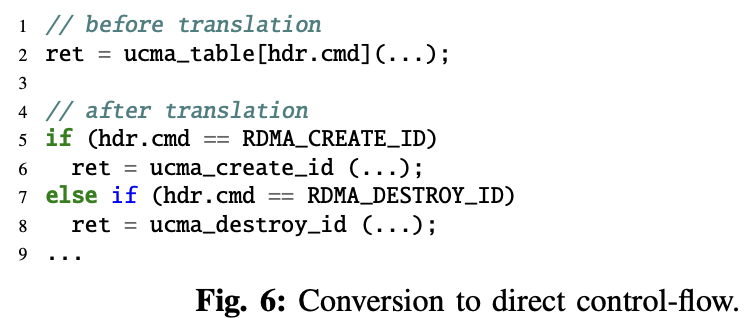 1 // before translation
2 ret = ucma_table[hdr.cmd](...);
3
4 // after translation
5 if (hdr.cmd == RDMA_CREATE_ID)
6   ret = ucma_create_id (...);
7 else if (hdr.cmd == RDMA_DESTROY_ID)
8   ret = ucma_destroy_id (...);
9 ...
Fig. 6: Conversion to direct control-flow.